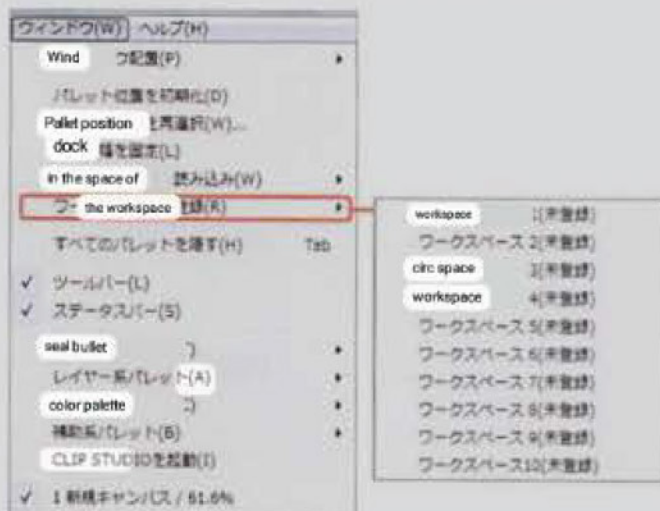 ウィンドウ(W) ヘルプ(H)
Wind ウ配置(P)
パレット位置を初期化(D)
Pallet position を再選択(W)...
dock 幅を固定(L)
in the space of 読み込み(W)
ワー the workspace 登録(R)
すべてのパレットを隠す(H) Tab
✓ ツールバー(L)
✓ ステータスバー(S)
seal bullet )
レイヤー系パレット(A)
color palette )
補助系パレット(B)
CLIP STUDIOを起動(I)
✓ 1 新規キャンバス / 61.6%
workspace 1(未登録)
ワークスペース 2(未登録)
circ space 3(未登録)
workspace 4(未登録)
ワークスペース 5(未登録)
ワークスペース 6(未登録)
ワークスペース 7(未登録)
ワークスペース 8(未登録)
ワークスペース 9(未登録)
ワークスペース10(未登録)